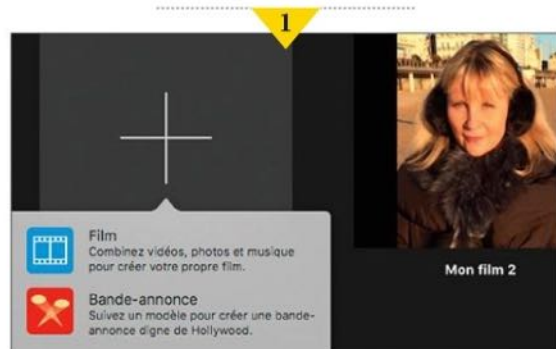 1
Film
Combinez vidéos, photos et musique
pour créer votre propre film.
Bande-annonce
Suivez un modèle pour créer une bande-
annonce digne de Hollywood.
Mon film 2